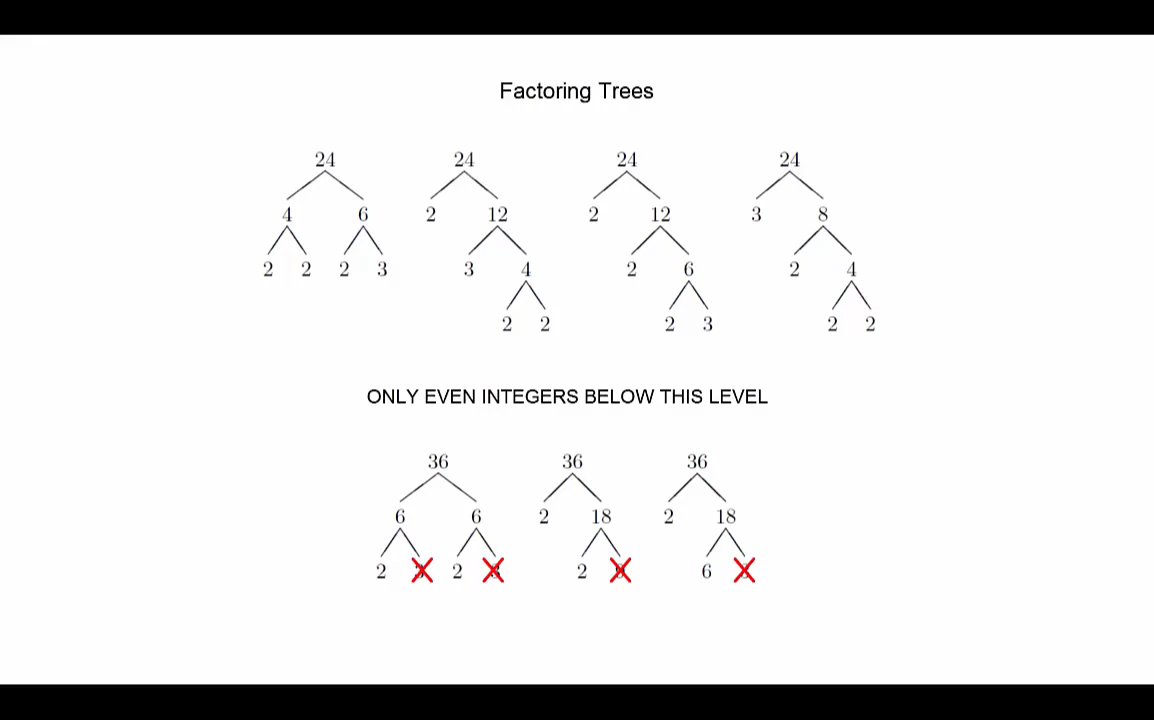 Factoring Trees
24 24 24 24
4 6 2 12 2 12 3 8
2 2 2 3 3 4 2 6 2 4
2 2 2 3 2 2
ONLY EVEN INTEGERS BELOW THIS LEVEL
36 36 36
6 6 2 18 2 18
2 2 2 6